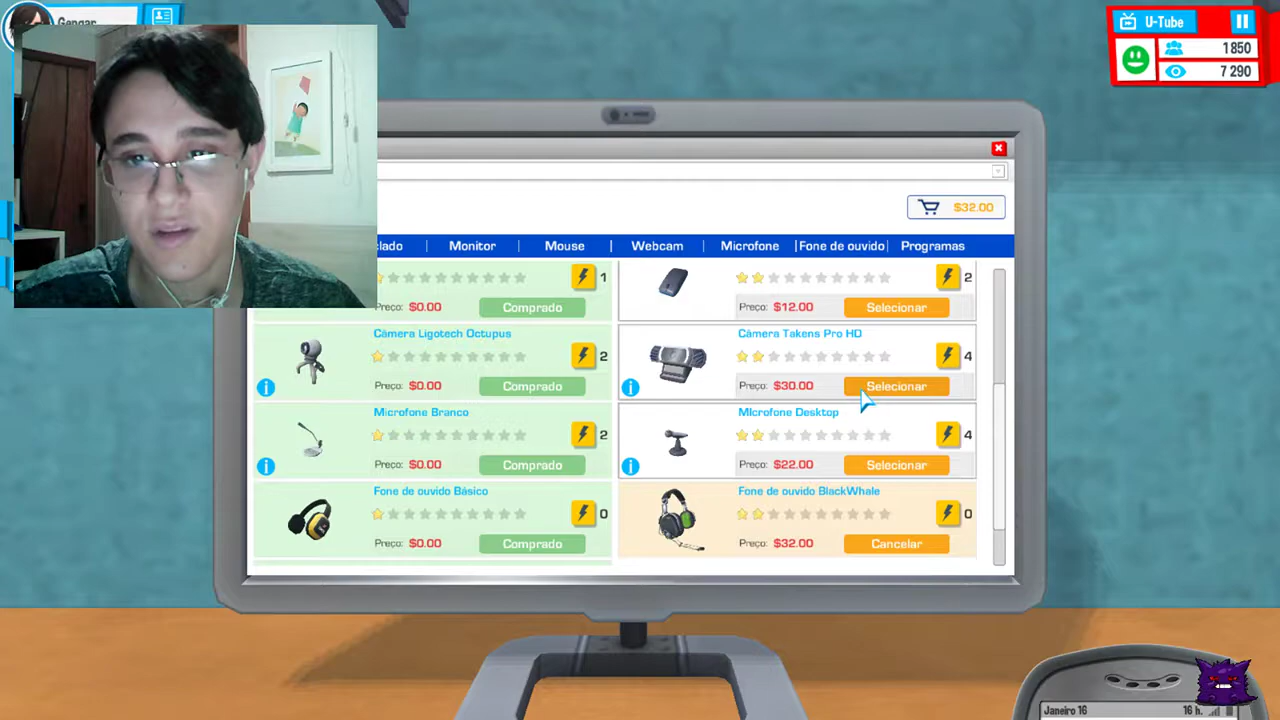 Gengar
U-Tube
1850
7 290
$32.00
clado | Monitor | Mouse | Webcam | Microfone | Fone de ouvido | Programas
1
Preço: $0.00 Comprado
2
Preço: $12.00 Selecionar
Câmera Ligotech Octupus
2
Preço: $0.00 Comprado
Câmera Takens Pro HD
4
Preço: $30.00 Selecionar
Microfone Branco
2
Preço: $0.00 Comprado
MIcrofone Desktop
4
Preço: $22.00 Selecionar
Fone de ouvido Básico
0
Preço: $0.00 Comprado
Fone de ouvido BlackWhale
0
Preço: $32.00 Cancelar
Janeiro 16 16 h.